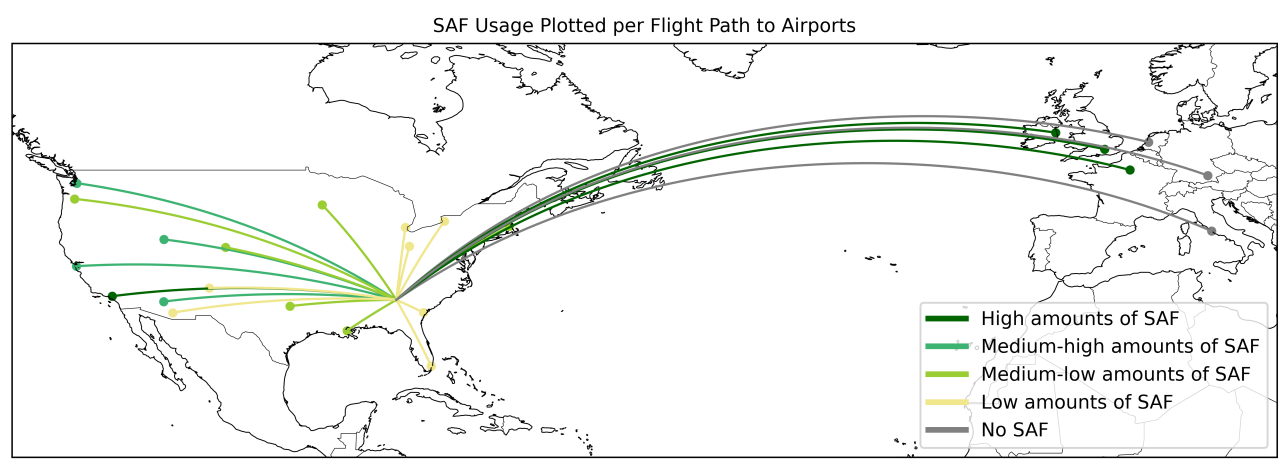 SAF Usage Plotted per Flight Path to Airports
High amounts of SAF
Medium-high amounts of SAF
Medium-low amounts of SAF
Low amounts of SAF
No SAF